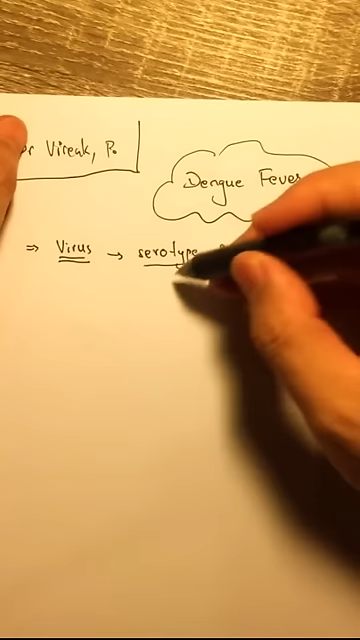 Vireak, P.
Dengue Fever
⇒ Virus → serotype